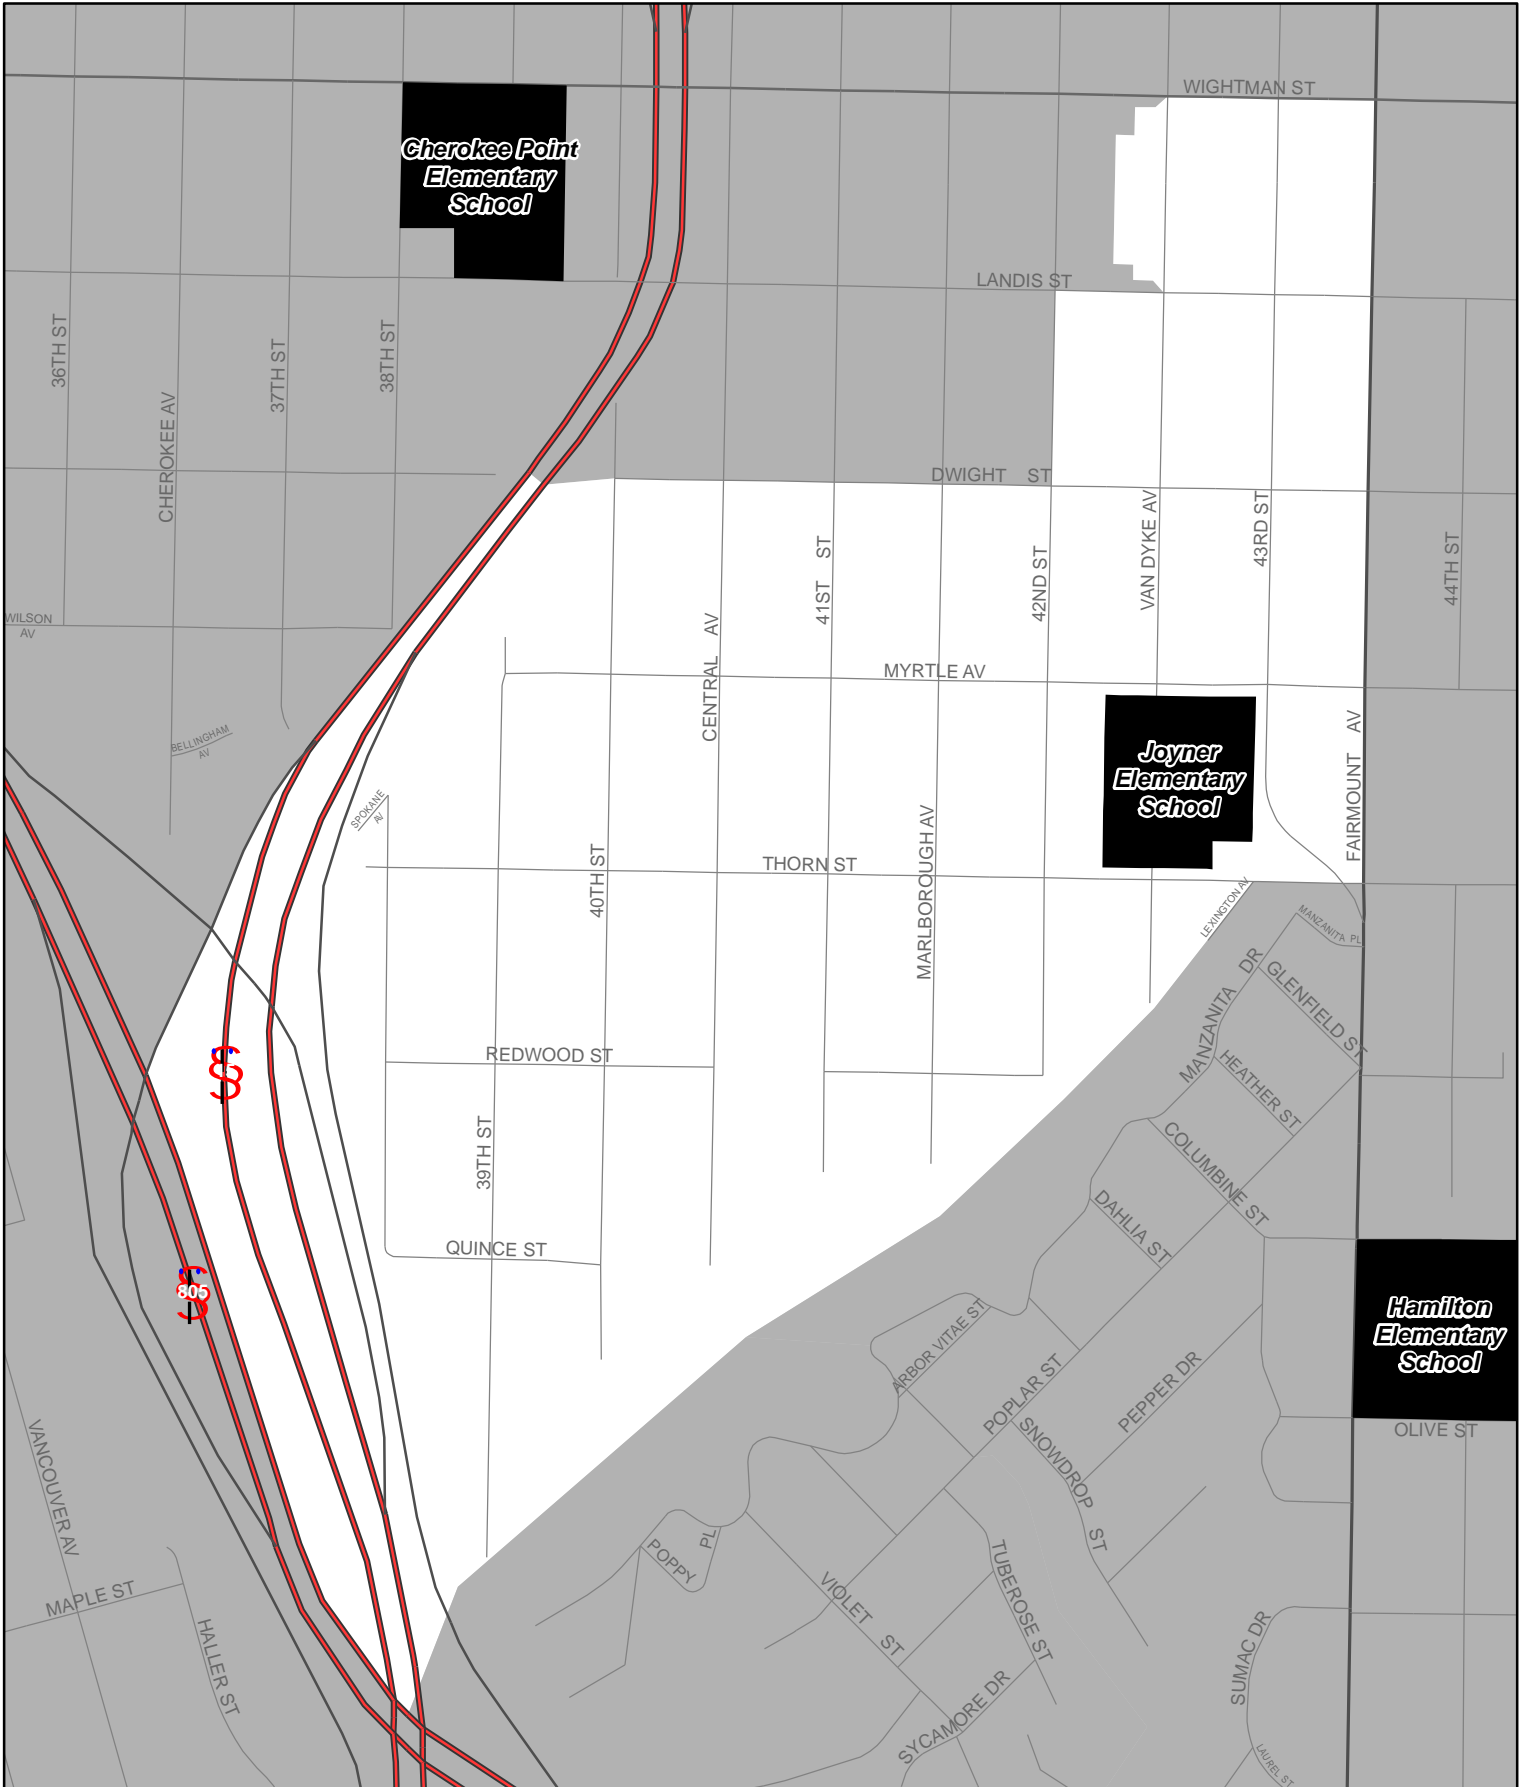 WIGHTMAN ST
Cherokee Point
Elementary
School
LANDIS ST
36TH ST
CHEROKEE AV
37TH ST
38TH ST
DWIGHT ST
CENTRAL AV
41ST ST
42ND ST
VAN DYKE AV
43RD ST
44TH ST
WILSON
AV
MYRTLE AV
BELLINGHAM
AV
SPOKANE
AV
Joyner
Elementary
School
FAIRMOUNT AV
THORN ST
40TH ST
MARLBOROUGH AV
LEXINGTON AV
MANZANITA PL
MANZANITA DR
GLENFIELD ST
HEATHER ST
REDWOOD ST
39TH ST
COLUMBINE ST
DAHLIA ST
QUINCE ST
805
Hamilton
Elementary
School
ARBOR VITAE ST
POPLAR ST
PEPPER DR
OLIVE ST
SNOWDROP ST
VANCOUVER AV
POPPY PL
TUBEROSE ST
VIOLET ST
MAPLE ST
HALLER ST
SUMAC DR
SYCAMORE DR
LAUREL ST